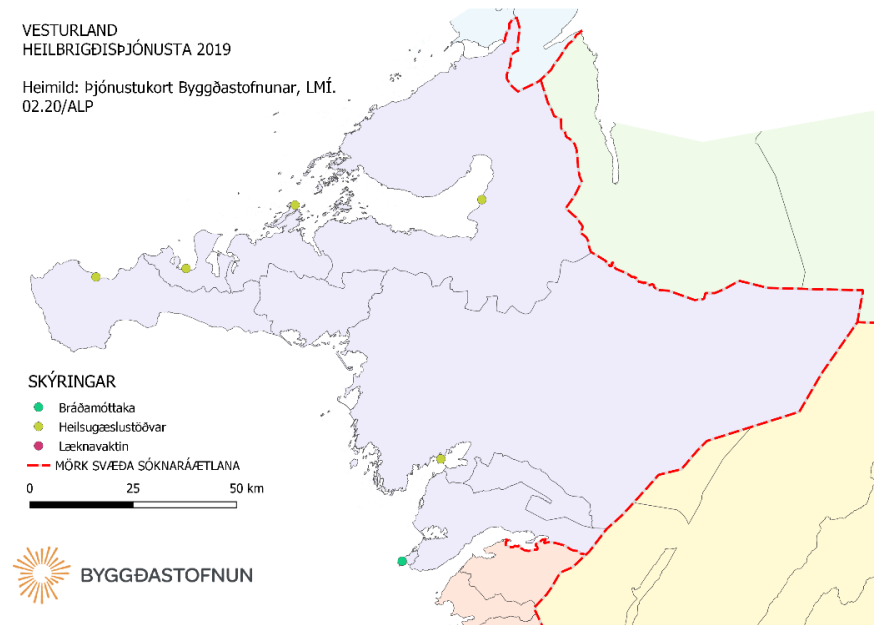 VESTURLAND
HEILBRIGÐISÞJÓNUSTA 2019
Heimild: Þjónustukort Byggðastofnunar, LMÍ.
02.20/ALP
SKÝRINGAR
Bráðamóttaka
Heilsugæslustöðvar
Læknavaktin
MÖRK SVÆÐA SÓKNARÁÆTLANA
0 25 50 km
BYGGÐASTOFNUN